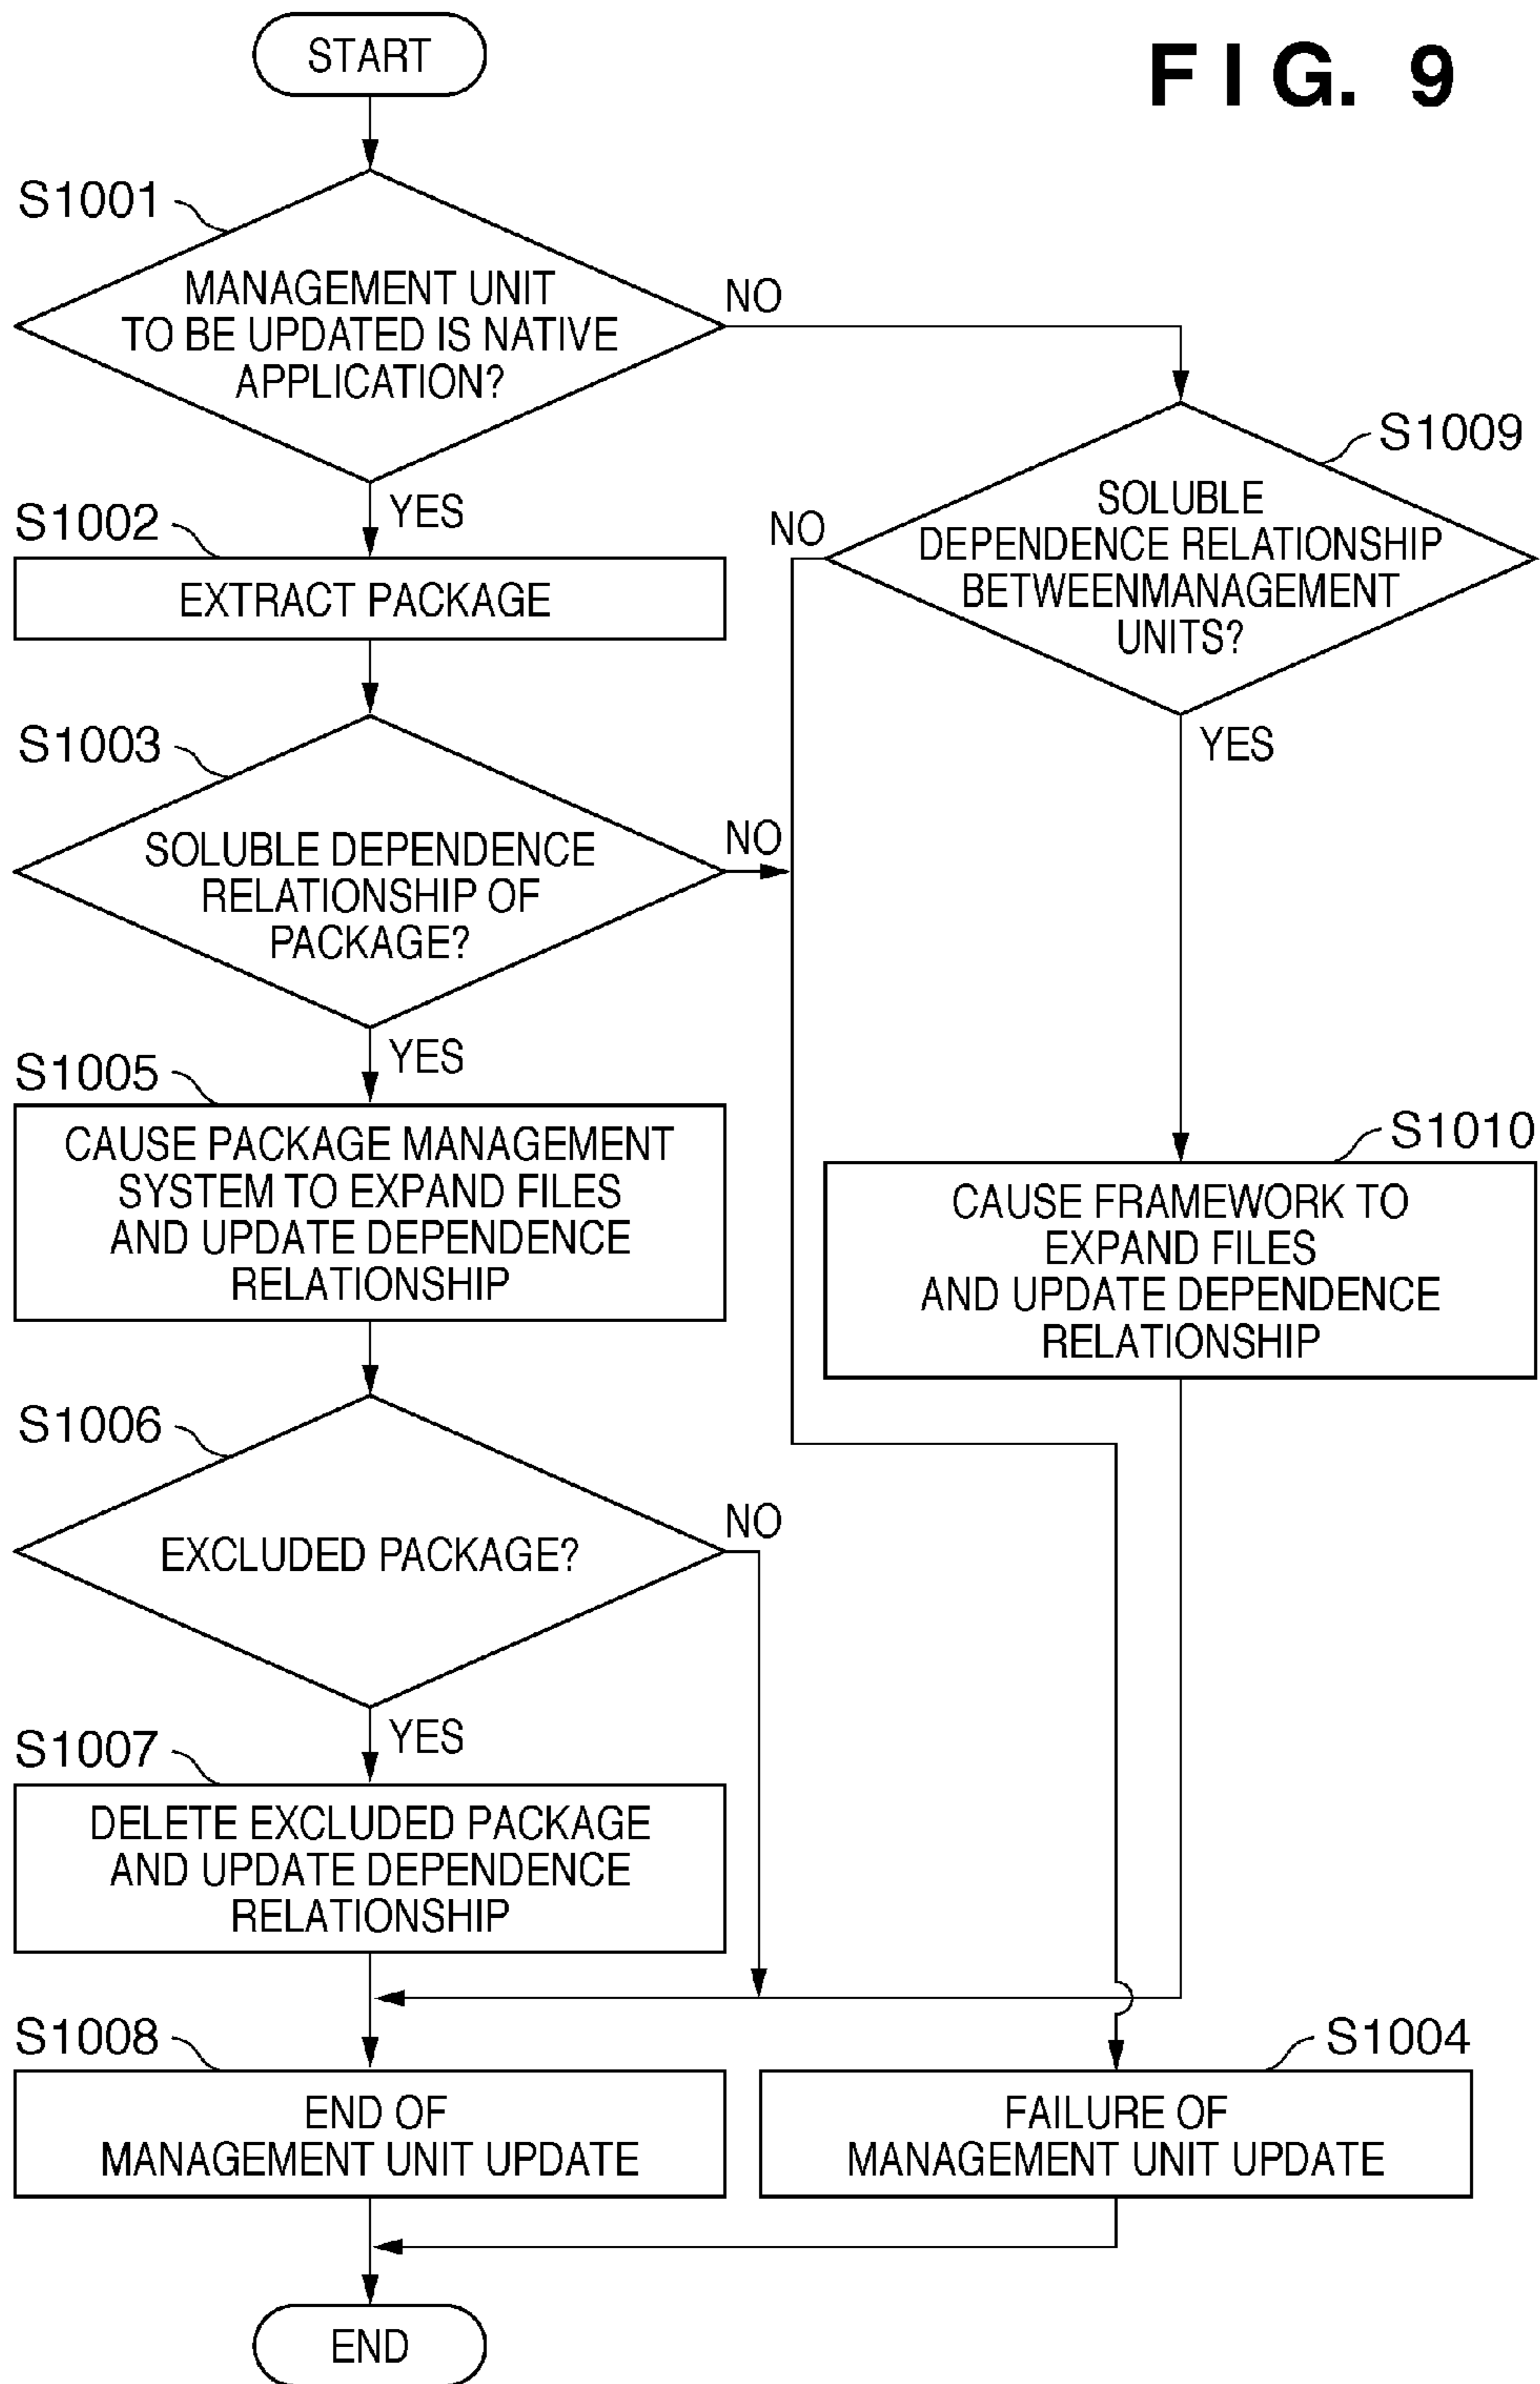 FIG. 9
START
S1001
MANAGEMENT UNIT
TO BE UPDATED IS NATIVE
APPLICATION?
NO
YES
S1009
SOLUBLE
DEPENDENCE RELATIONSHIP
BETWEENMANAGEMENT
UNITS?
NO
YES
S1002
EXTRACT PACKAGE
S1003
SOLUBLE DEPENDENCE
RELATIONSHIP OF
PACKAGE?
NO
YES
S1005
CAUSE PACKAGE MANAGEMENT
SYSTEM TO EXPAND FILES
AND UPDATE DEPENDENCE
RELATIONSHIP
S1010
CAUSE FRAMEWORK TO
EXPAND FILES
AND UPDATE DEPENDENCE
RELATIONSHIP
S1006
EXCLUDED PACKAGE?
NO
YES
S1007
DELETE EXCLUDED PACKAGE
AND UPDATE DEPENDENCE
RELATIONSHIP
S1008
END OF
MANAGEMENT UNIT UPDATE
S1004
FAILURE OF
MANAGEMENT UNIT UPDATE
END